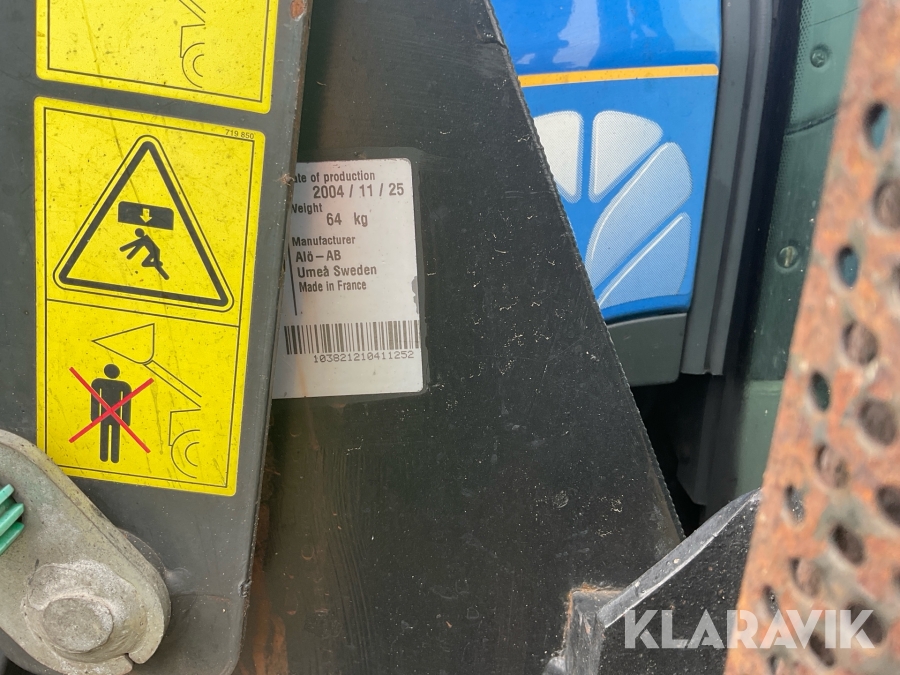 719 850
ate of production
2004 / 11 / 25
Weight
64 kg
Manufacturer
Alö-AB
Umeå Sweden
Made in France
103821210411252
KLARAVIK